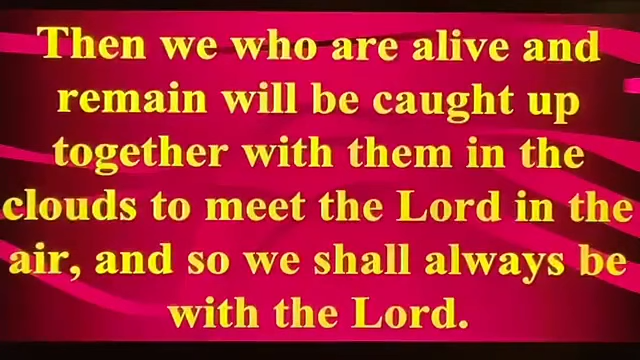 Then we who are alive and
remain will be caught up
together with them in the
clouds to meet the Lord in the
air, and so we shall always be
with the Lord.